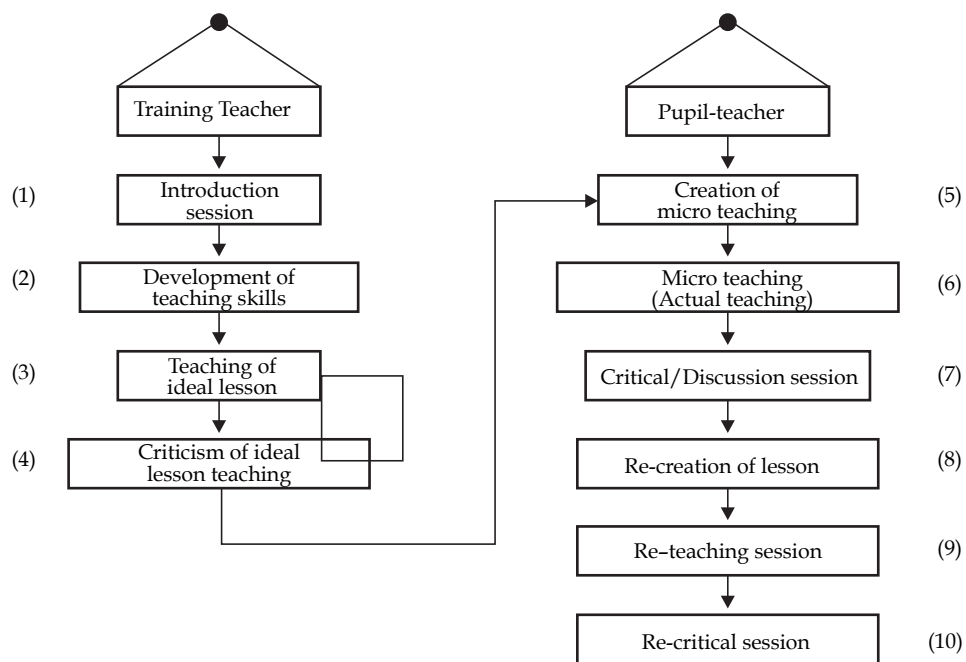 Training Teacher
(1)
Introduction
session
(2)
Development of
teaching skills
(3)
Teaching of
ideal lesson
(4)
Criticism of ideal
lesson teaching
Pupil-teacher
Creation of
micro teaching
(5)
Micro teaching
(Actual teaching)
(6)
Critical/Discussion session
(7)
Re-creation of lesson
(8)
Re-teaching session
(9)
Re-critical session
(10)